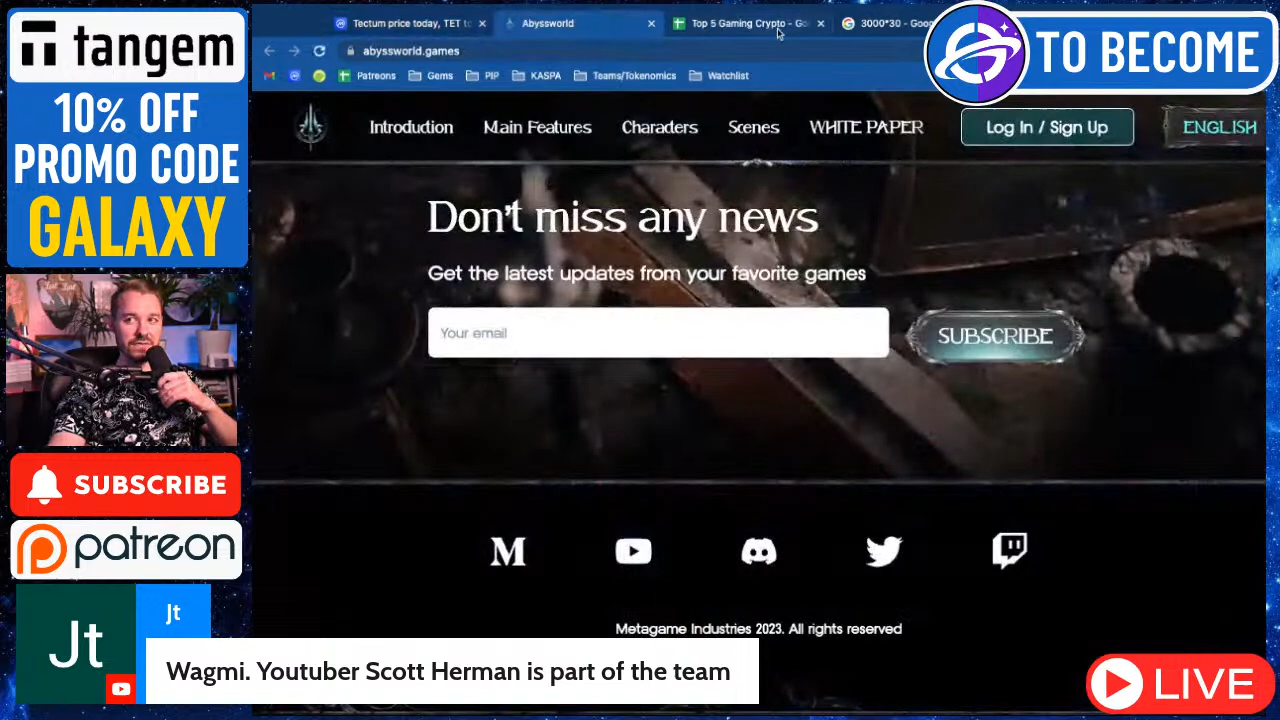 tangem
10% OFF
PROMO CODE
GALAXY
SUBSCRIBE
patreon
Tectum price today, TET to
Abyssworld
Top 5 Gaming Crypto - Go
3000*30 - Goo
abyssworld.games
Patreons
Gems
PIP
KASPA
Teams/Tokenomics
Watchlist
TO BECOME
Introduction
Main Features
Characters
Scenes
WHITE PAPER
Log In / Sign Up
ENGLISH
Don't miss any news
Get the latest updates from your favorite games
Your email
SUBSCRIBE
M
Metagame Industries 2023. All rights reserved
Jt
Jt
Wagmi. Youtuber Scott Herman is part of the team
LIVE